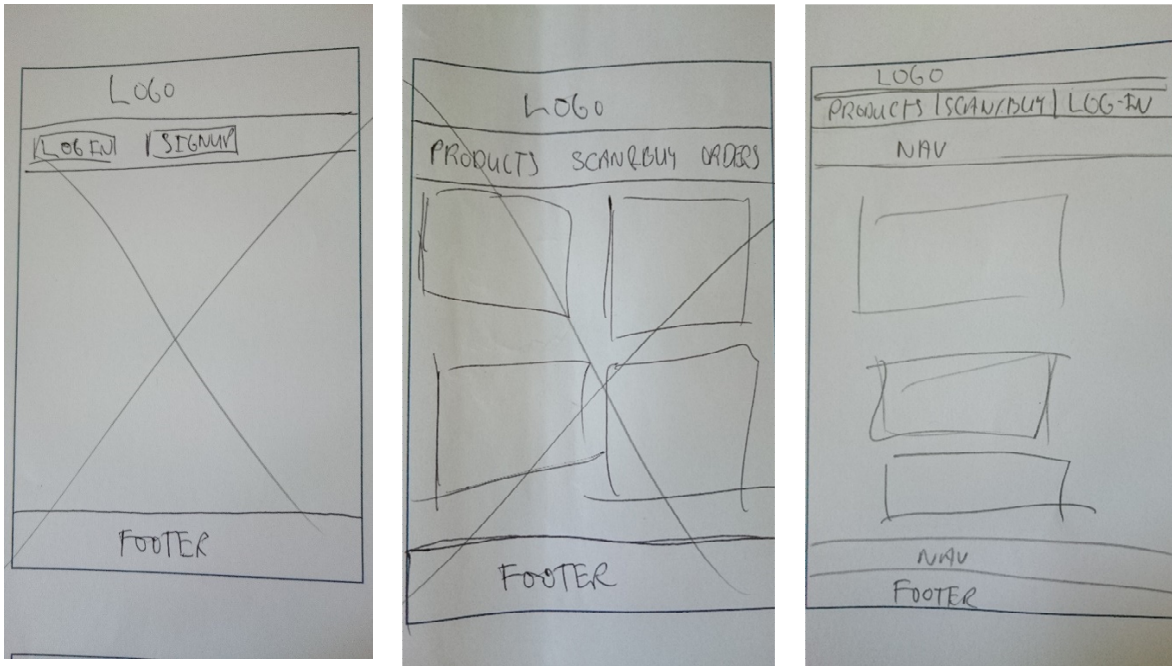 LOGO
LOGIN SIGNUP
FOOTER
LOGO
PRODUCTS SCAN&BUY ORDERS
FOOTER
LOGO
PRODUCTS | SCAN/BUY | LOG-IN
NAV
NAV
FOOTER